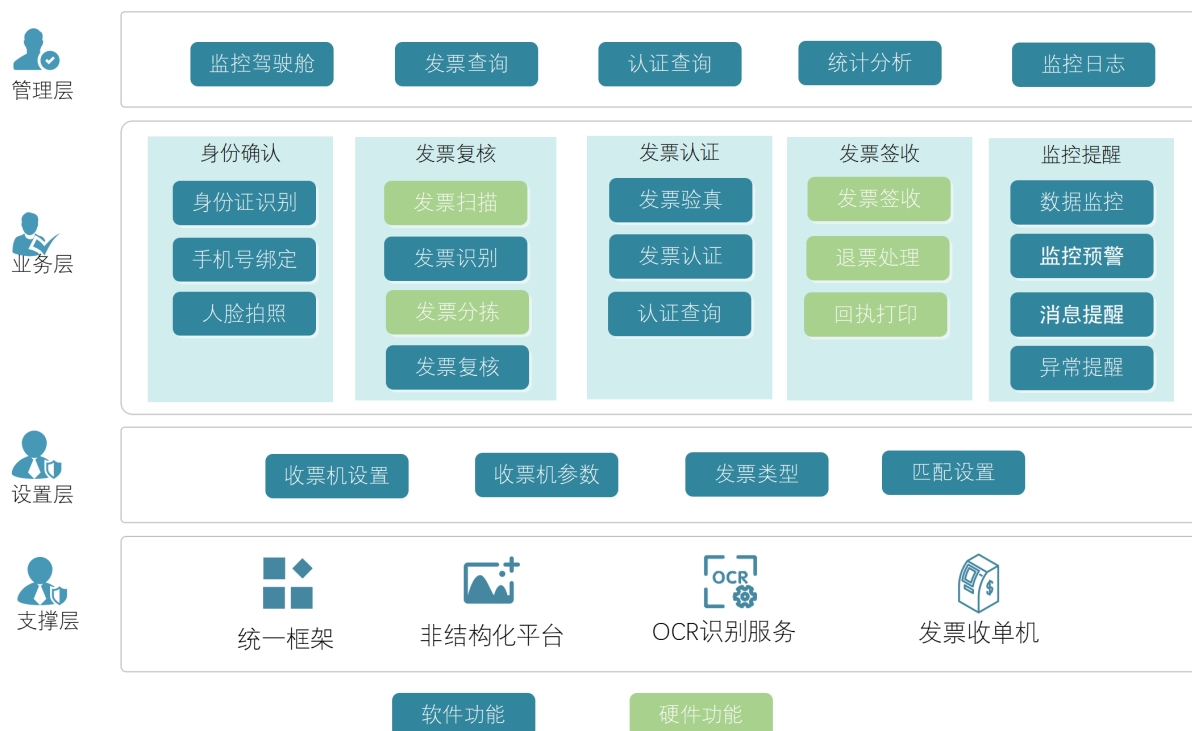 管理层
监控驾驶舱
发票查询
认证查询
统计分析
监控日志
业务层
身份确认
身份证识别
手机号绑定
人脸拍照
发票复核
发票扫描
发票识别
发票分拣
发票复核
发票认证
发票验真
发票认证
认证查询
发票签收
发票签收
退票处理
回执打印
监控提醒
数据监控
监控预警
消息提醒
异常提醒
设置层
收票机设置
收票机参数
发票类型
匹配设置
支撑层
统一框架
非结构化平台
OCR
OCR识别服务
$
发票收单机
软件功能
硬件功能